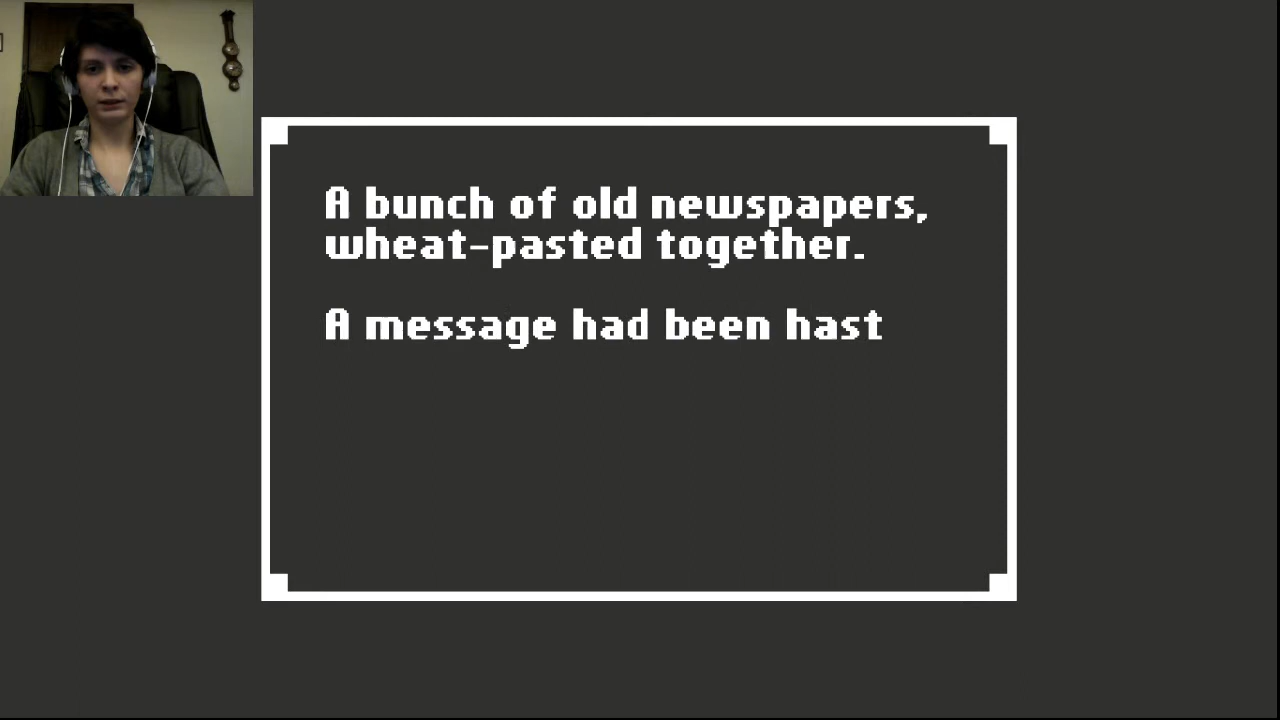 A bunch of old newspapers,
wheat-pasted together.
A message had been hast